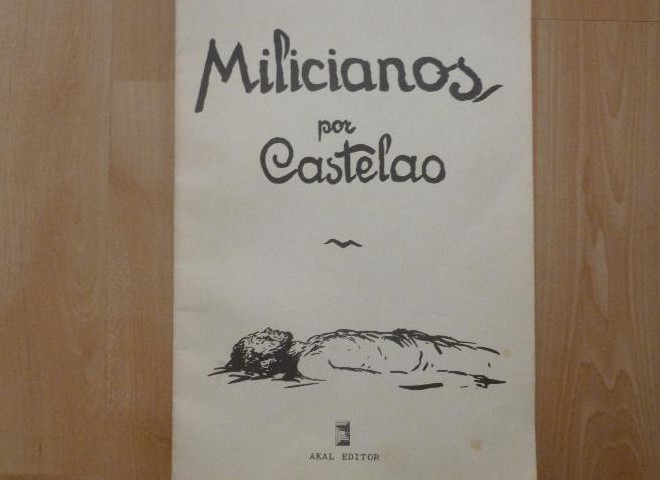 Milicianos,
por
Castelao
AKAL EDITOR